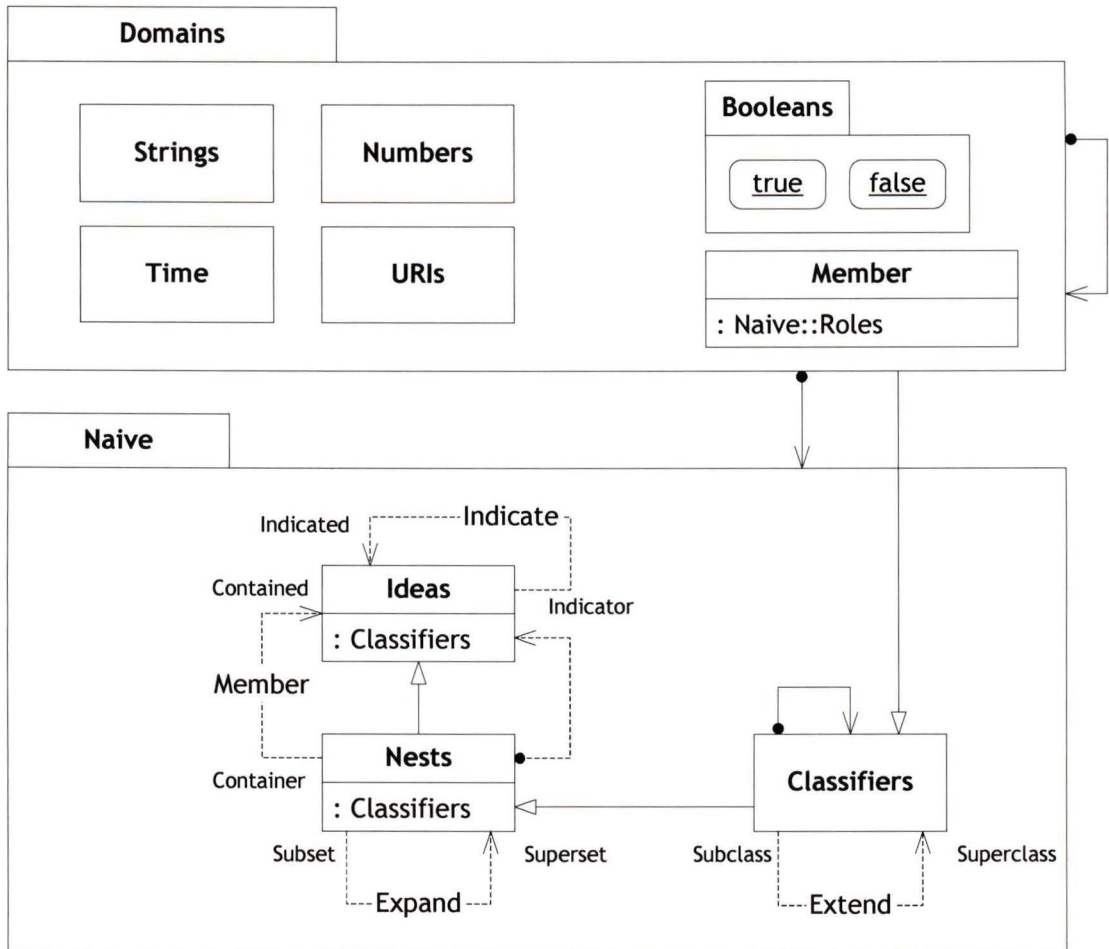 Domains
Strings
Numbers
Booleans
true
false
Time
URIs
Member
: Naive::Roles
Naive
Indicated
Indicate
Contained
Ideas
Indicator
: Classifiers
Member
Nests
Container
: Classifiers
Classifiers
Subset
Superset
Subclass
Superclass
Expand
Extend